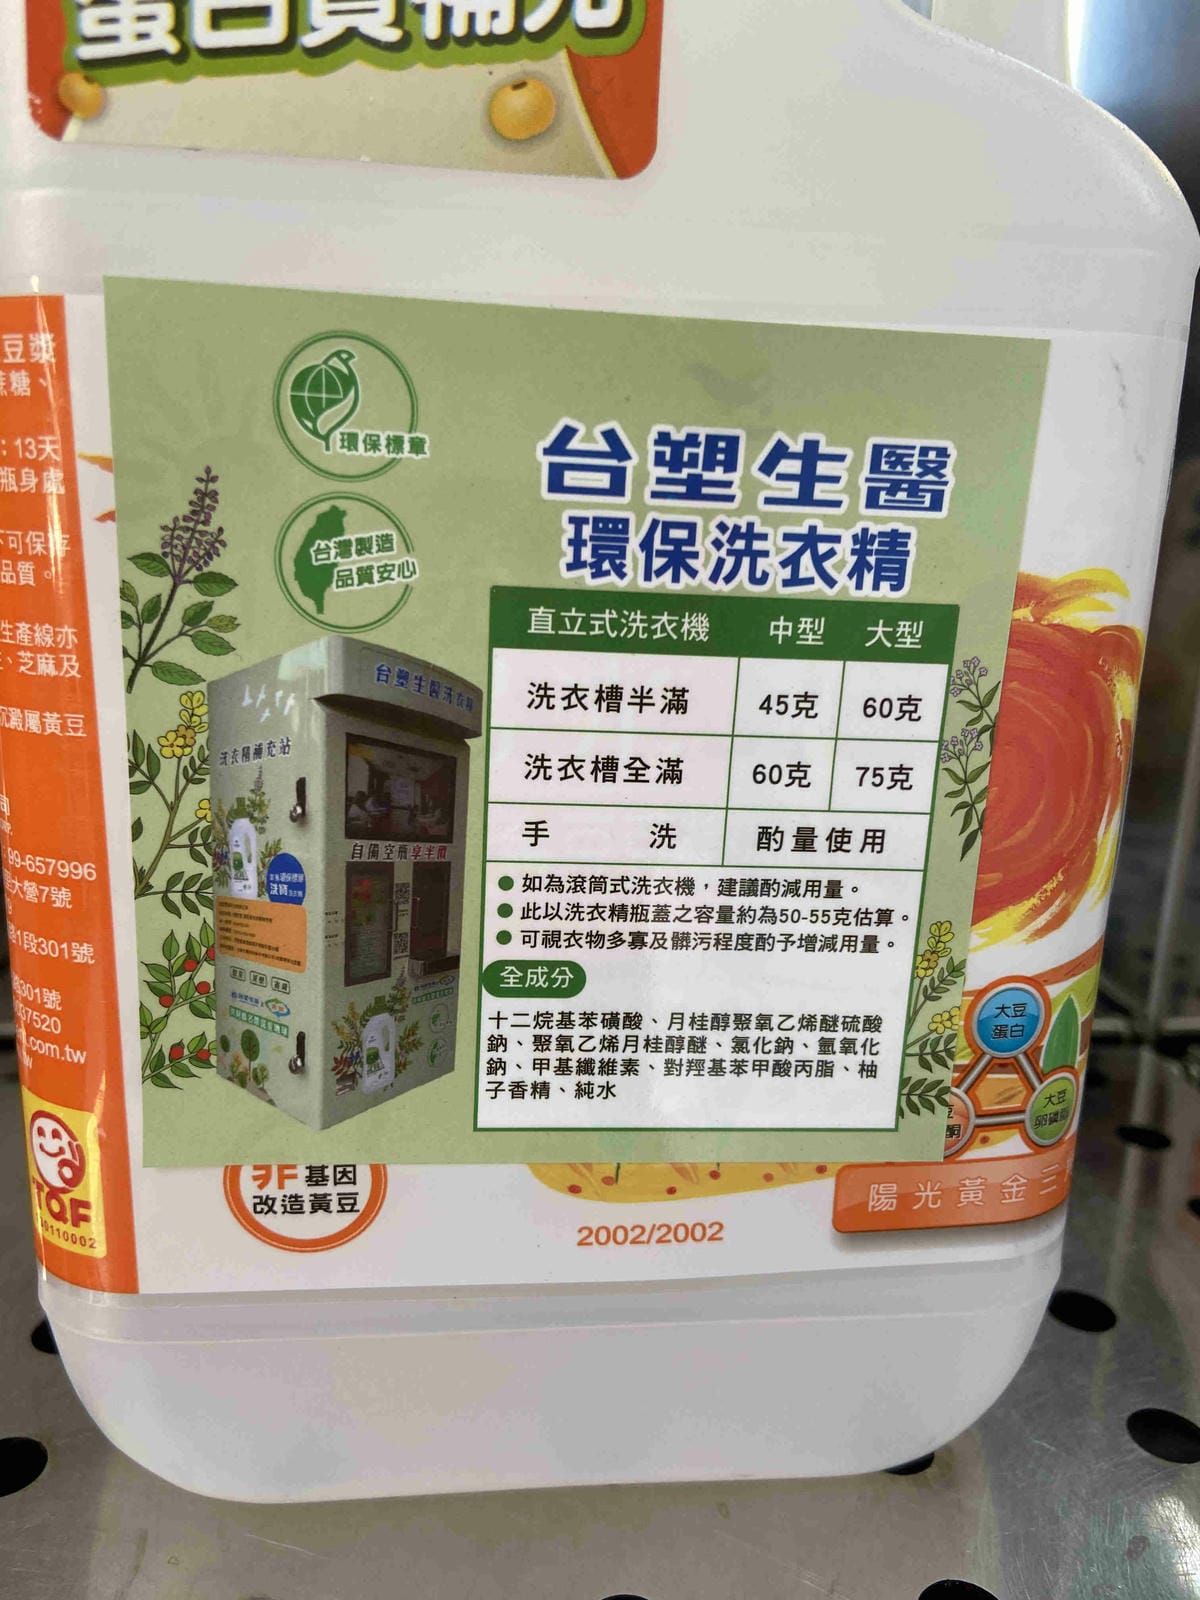 蛋白質補充
豆漿
糖、
：13天
瓶身處
不可保存
品質。
生產線亦
、芝麻及
沉澱屬黃豆
99-657996
大營7號
路1段301號
301號
037520
.com.tw
TQF
環保標章
台灣製造
品質安心
台塑生醫
環保洗衣精
直立式洗衣機 中型 大型
洗衣槽半滿 45克 60克
洗衣槽全滿 60克 75克
手 洗 酌量使用
● 如為滾筒式洗衣機，建議酌減用量。
● 此以洗衣精瓶蓋之容量約為50-55克估算。
● 可視衣物多寡及髒污程度酌予增減用量。
全成分
十二烷基苯磺酸、月桂醇聚氧乙烯醚硫酸
鈉、聚氧乙烯月桂醇醚、氯化鈉、氫氧化
鈉、甲基纖維素、對羥基苯甲酸丙脂、柚
子香精、純水
台塑生醫洗衣精
洗衣精補充站
自備空瓶享半價
洗寶
非基因
改造黃豆
2002/2002
大豆
蛋白
大豆
卵磷脂
陽光黃金三